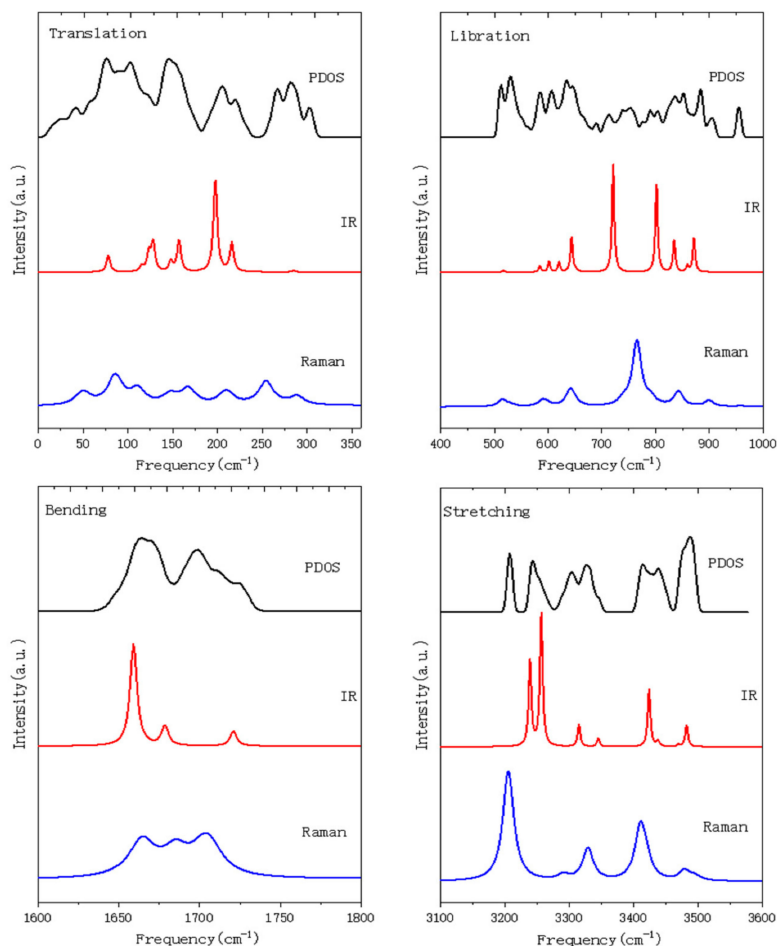 Translation
PDOS
IR
Raman
Intensity(a.u.)
0 50 100 150 200 250 300 350
Frequency(cm⁻¹)
Libration
PDOS
IR
Raman
Intensity(a.u.)
400 500 600 700 800 900 1000
Frequency(cm⁻¹)
Bending
PDOS
IR
Raman
Intensity(a.u.)
1600 1650 1700 1750 1800
Frequency(cm⁻¹)
Stretching
PDOS
IR
Raman
Intensity(a.u.)
3100 3200 3300 3400 3500 3600
Frequency(cm⁻¹)